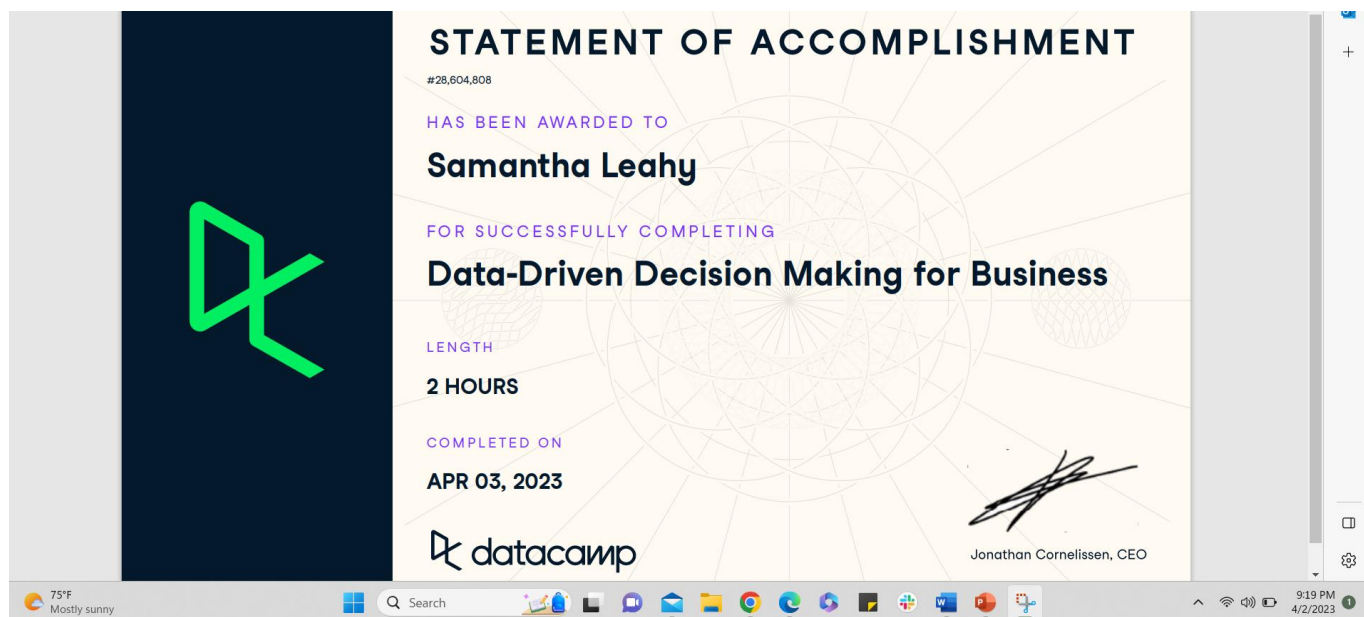 STATEMENT OF ACCOMPLISHMENT
#28,604,808
HAS BEEN AWARDED TO
Samantha Leahy
FOR SUCCESSFULLY COMPLETING
Data-Driven Decision Making for Business
LENGTH
2 HOURS
COMPLETED ON
APR 03, 2023
datacamp
Jonathan Cornelissen, CEO
75°F
Mostly sunny
Search
9:19 PM
4/2/2023
1